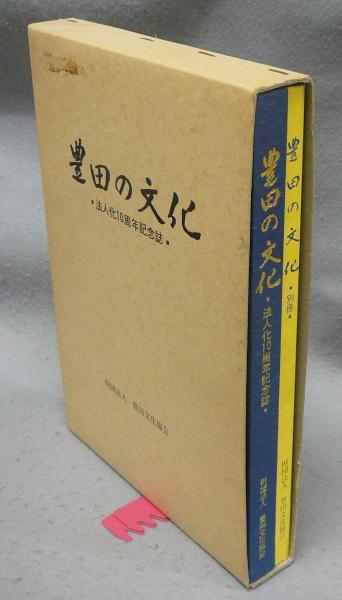 豊田の文化
・法人化10周年記念誌・
財団法人 豊田文化協会
豊田の文化
・法人化10周年記念誌・
財団法人 豊田文化協会
豊田の文化
・別冊・
財団法人 豊田文化協会